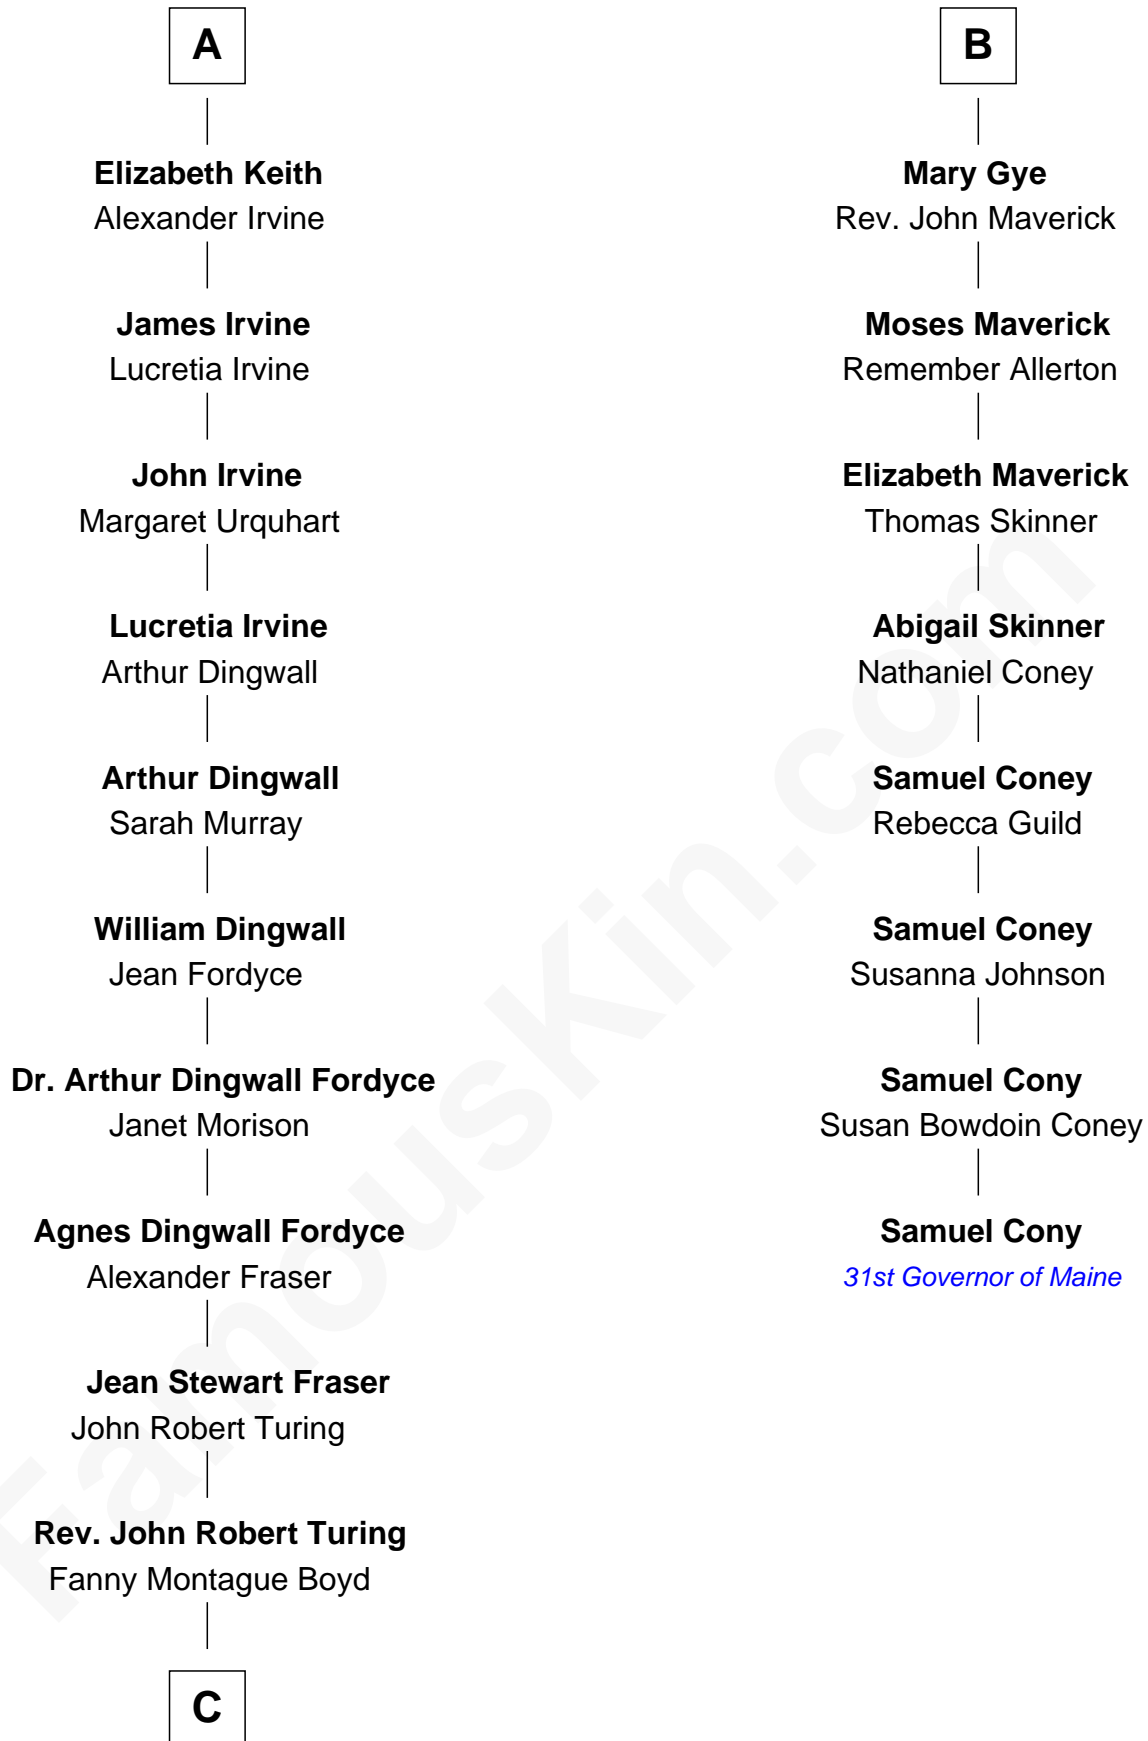 A
Elizabeth Keith
Alexander Irvine
James Irvine
Lucretia Irvine
John Irvine
Margaret Urquhart
Lucretia Irvine
Arthur Dingwall
Arthur Dingwall
Sarah Murray
William Dingwall
Jean Fordyce
Dr. Arthur Dingwall Fordyce
Janet Morison
Agnes Dingwall Fordyce
Alexander Fraser
Jean Stewart Fraser
John Robert Turing
Rev. John Robert Turing
Fanny Montague Boyd
C
B
Mary Gye
Rev. John Maverick
Moses Maverick
Remember Allerton
Elizabeth Maverick
Thomas Skinner
Abigail Skinner
Nathaniel Coney
Samuel Coney
Rebecca Guild
Samuel Coney
Susanna Johnson
Samuel Cony
Susan Bowdoin Coney
Samuel Cony
31st Governor of Maine
FamousKin.com